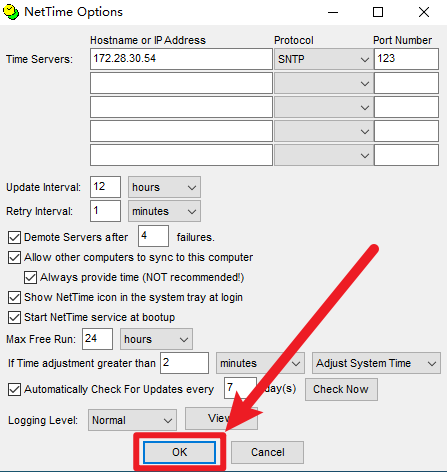 NetTime Options
Hostname or IP Address Protocol Port Number
Time Servers: 172.28.30.54 SNTP 123
Update Interval: 12 hours
Retry Interval: 1 minutes
Demote Servers after 4 failures.
Allow other computers to sync to this computer
Always provide time (NOT recommended!)
Show NetTime icon in the system tray at login
Start NetTime service at bootup
Max Free Run: 24 hours
If Time adjustment greater than 2 minutes Adjust System Time
Automatically Check For Updates every 7 day(s) Check Now
Logging Level: Normal View
OK Cancel